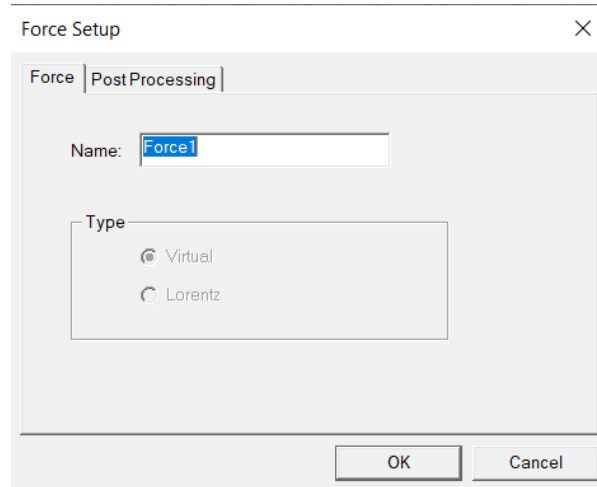 Force Setup
Force Post Processing
Name: Force1
Type
Virtual
Lorentz
OK Cancel